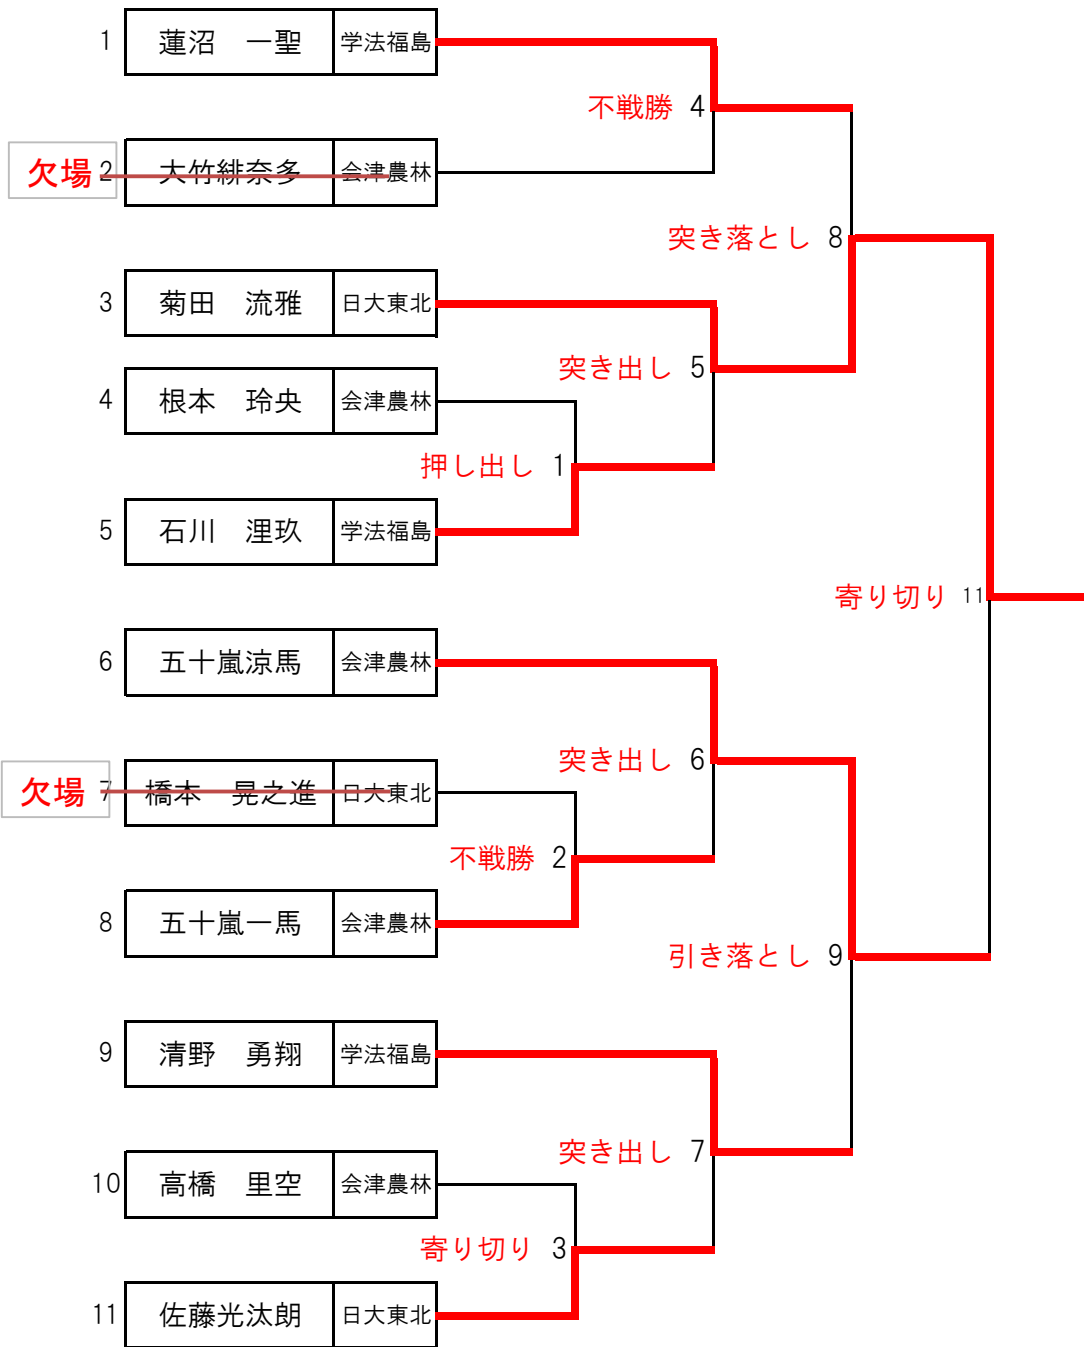 1 蓮沼　一聖 学法福島
不戦勝 4
欠場 2 大竹緋奈多 会津農林
突き落とし 8
3 菊田　流雅 日大東北
突き出し 5
4 根本　玲央 会津農林
押し出し 1
5 石川　浬玖 学法福島
寄り切り 11
6 五十嵐涼馬 会津農林
突き出し 6
欠場 7 橋本　晃之進 日大東北
不戦勝 2
8 五十嵐一馬 会津農林
引き落とし 9
9 清野　勇翔 学法福島
突き出し 7
10 高橋　里空 会津農林
寄り切り 3
11 佐藤光汰朗 日大東北